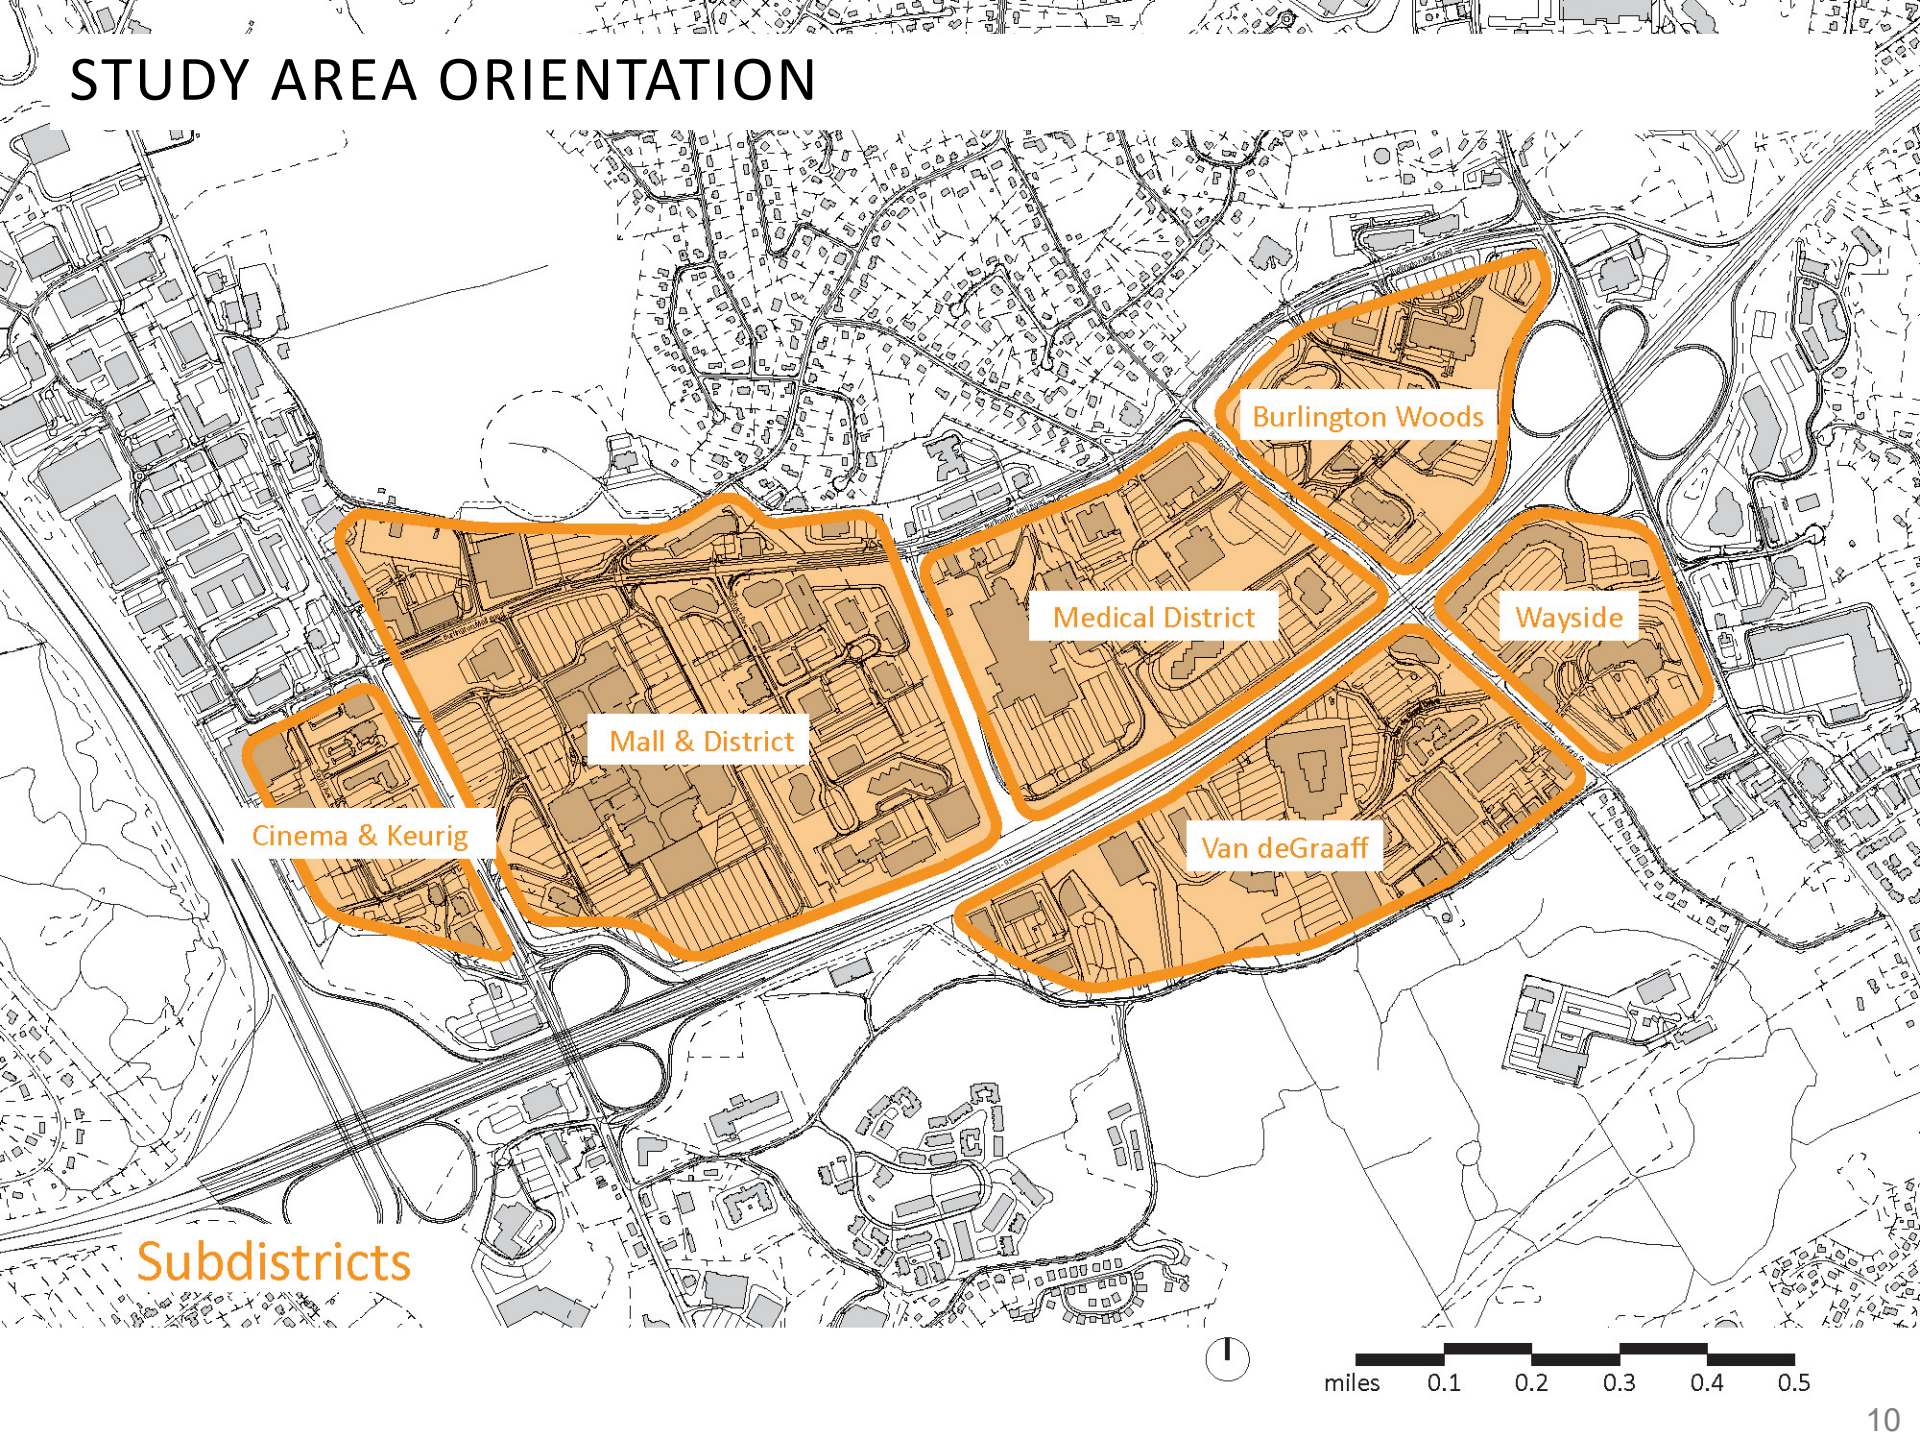 STUDY AREA ORIENTATION
Burlington Woods
Medical District
Wayside
Mall & District
Cinema & Keurig
Van deGraaff
Subdistricts
miles 0.1 0.2 0.3 0.4 0.5
10